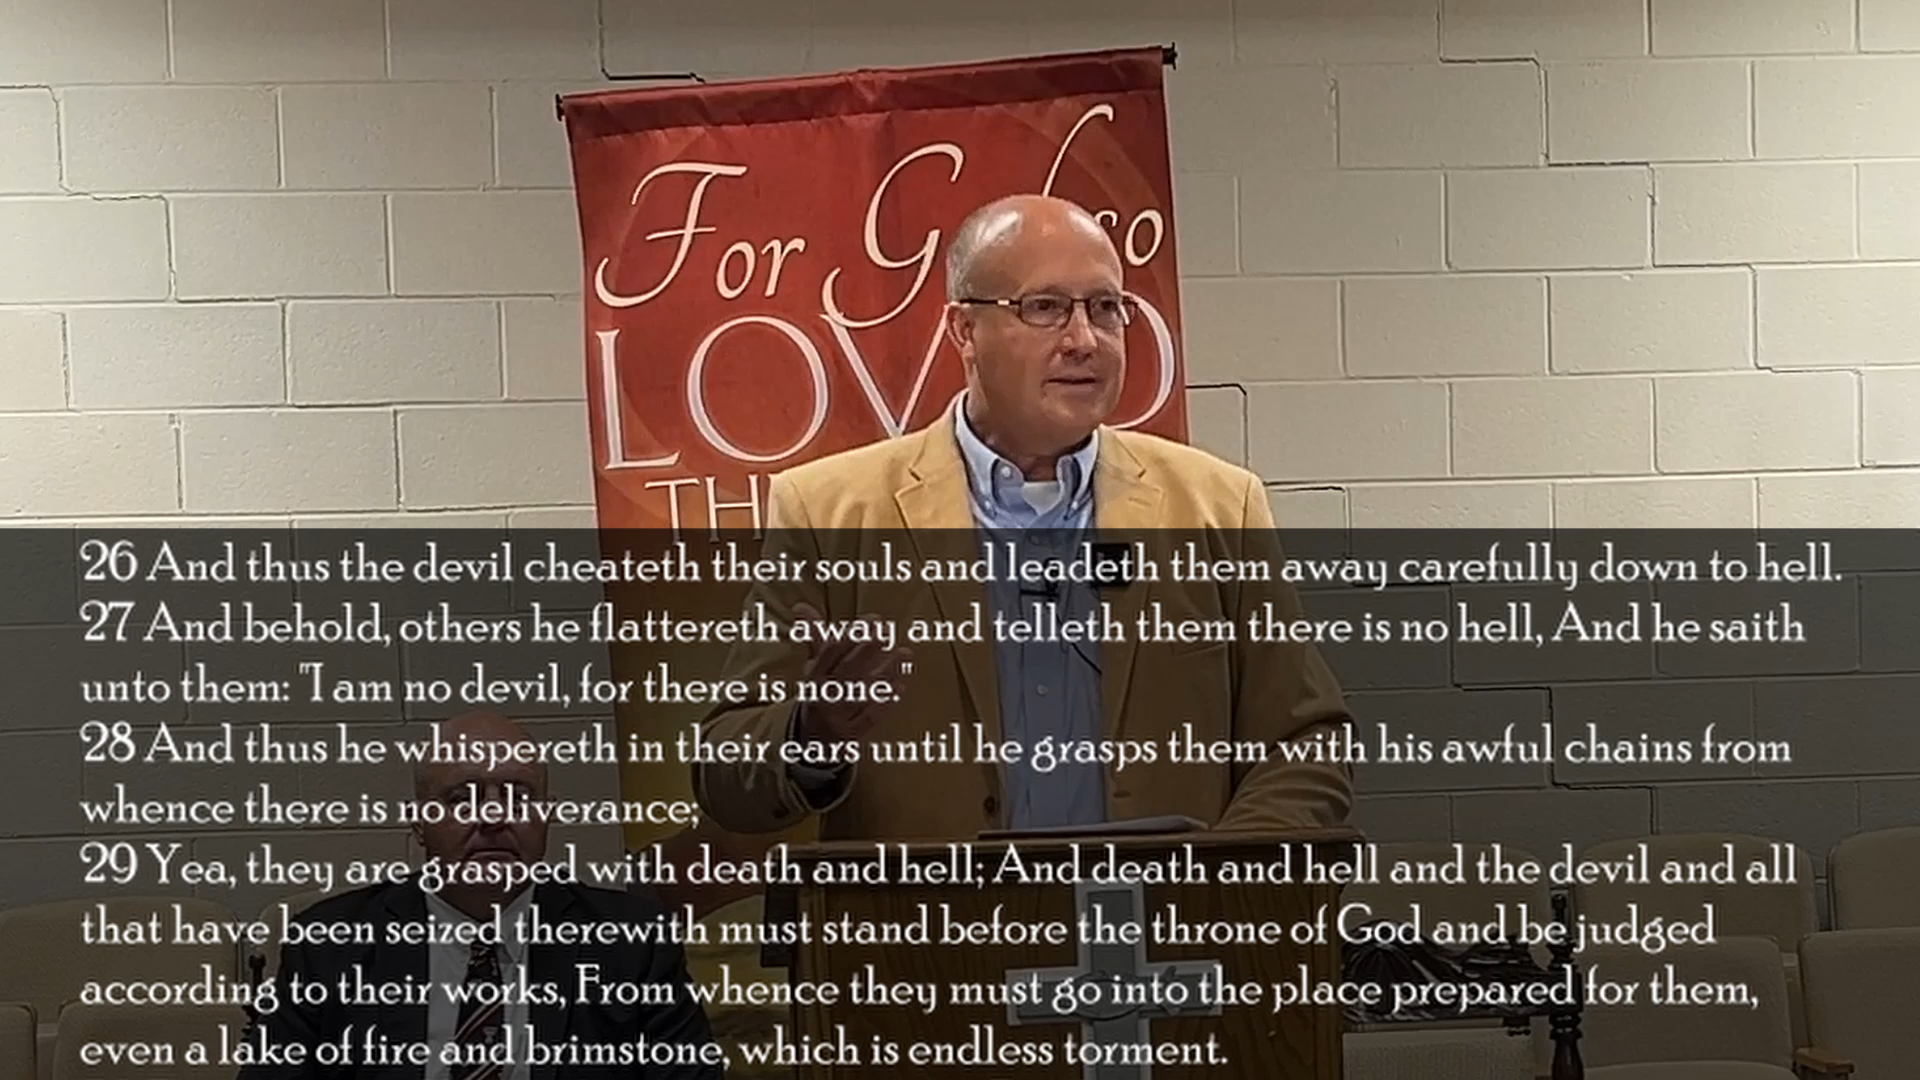 For G so
LOV D
TH
26 And thus the devil cheateth their souls and leadeth them away carefully down to hell.
27 And behold, others he flattereth away and telleth them there is no hell, And he saith
unto them: "I am no devil, for there is none."
28 And thus he whispereth in their ears until he grasps them with his awful chains from
whence there is no deliverance;
29 Yea, they are grasped with death and hell; And death and hell and the devil and all
that have been seized therewith must stand before the throne of God and be judged
according to their works, From whence they must go into the place prepared for them,
even a lake of fire and brimstone, which is endless torment.